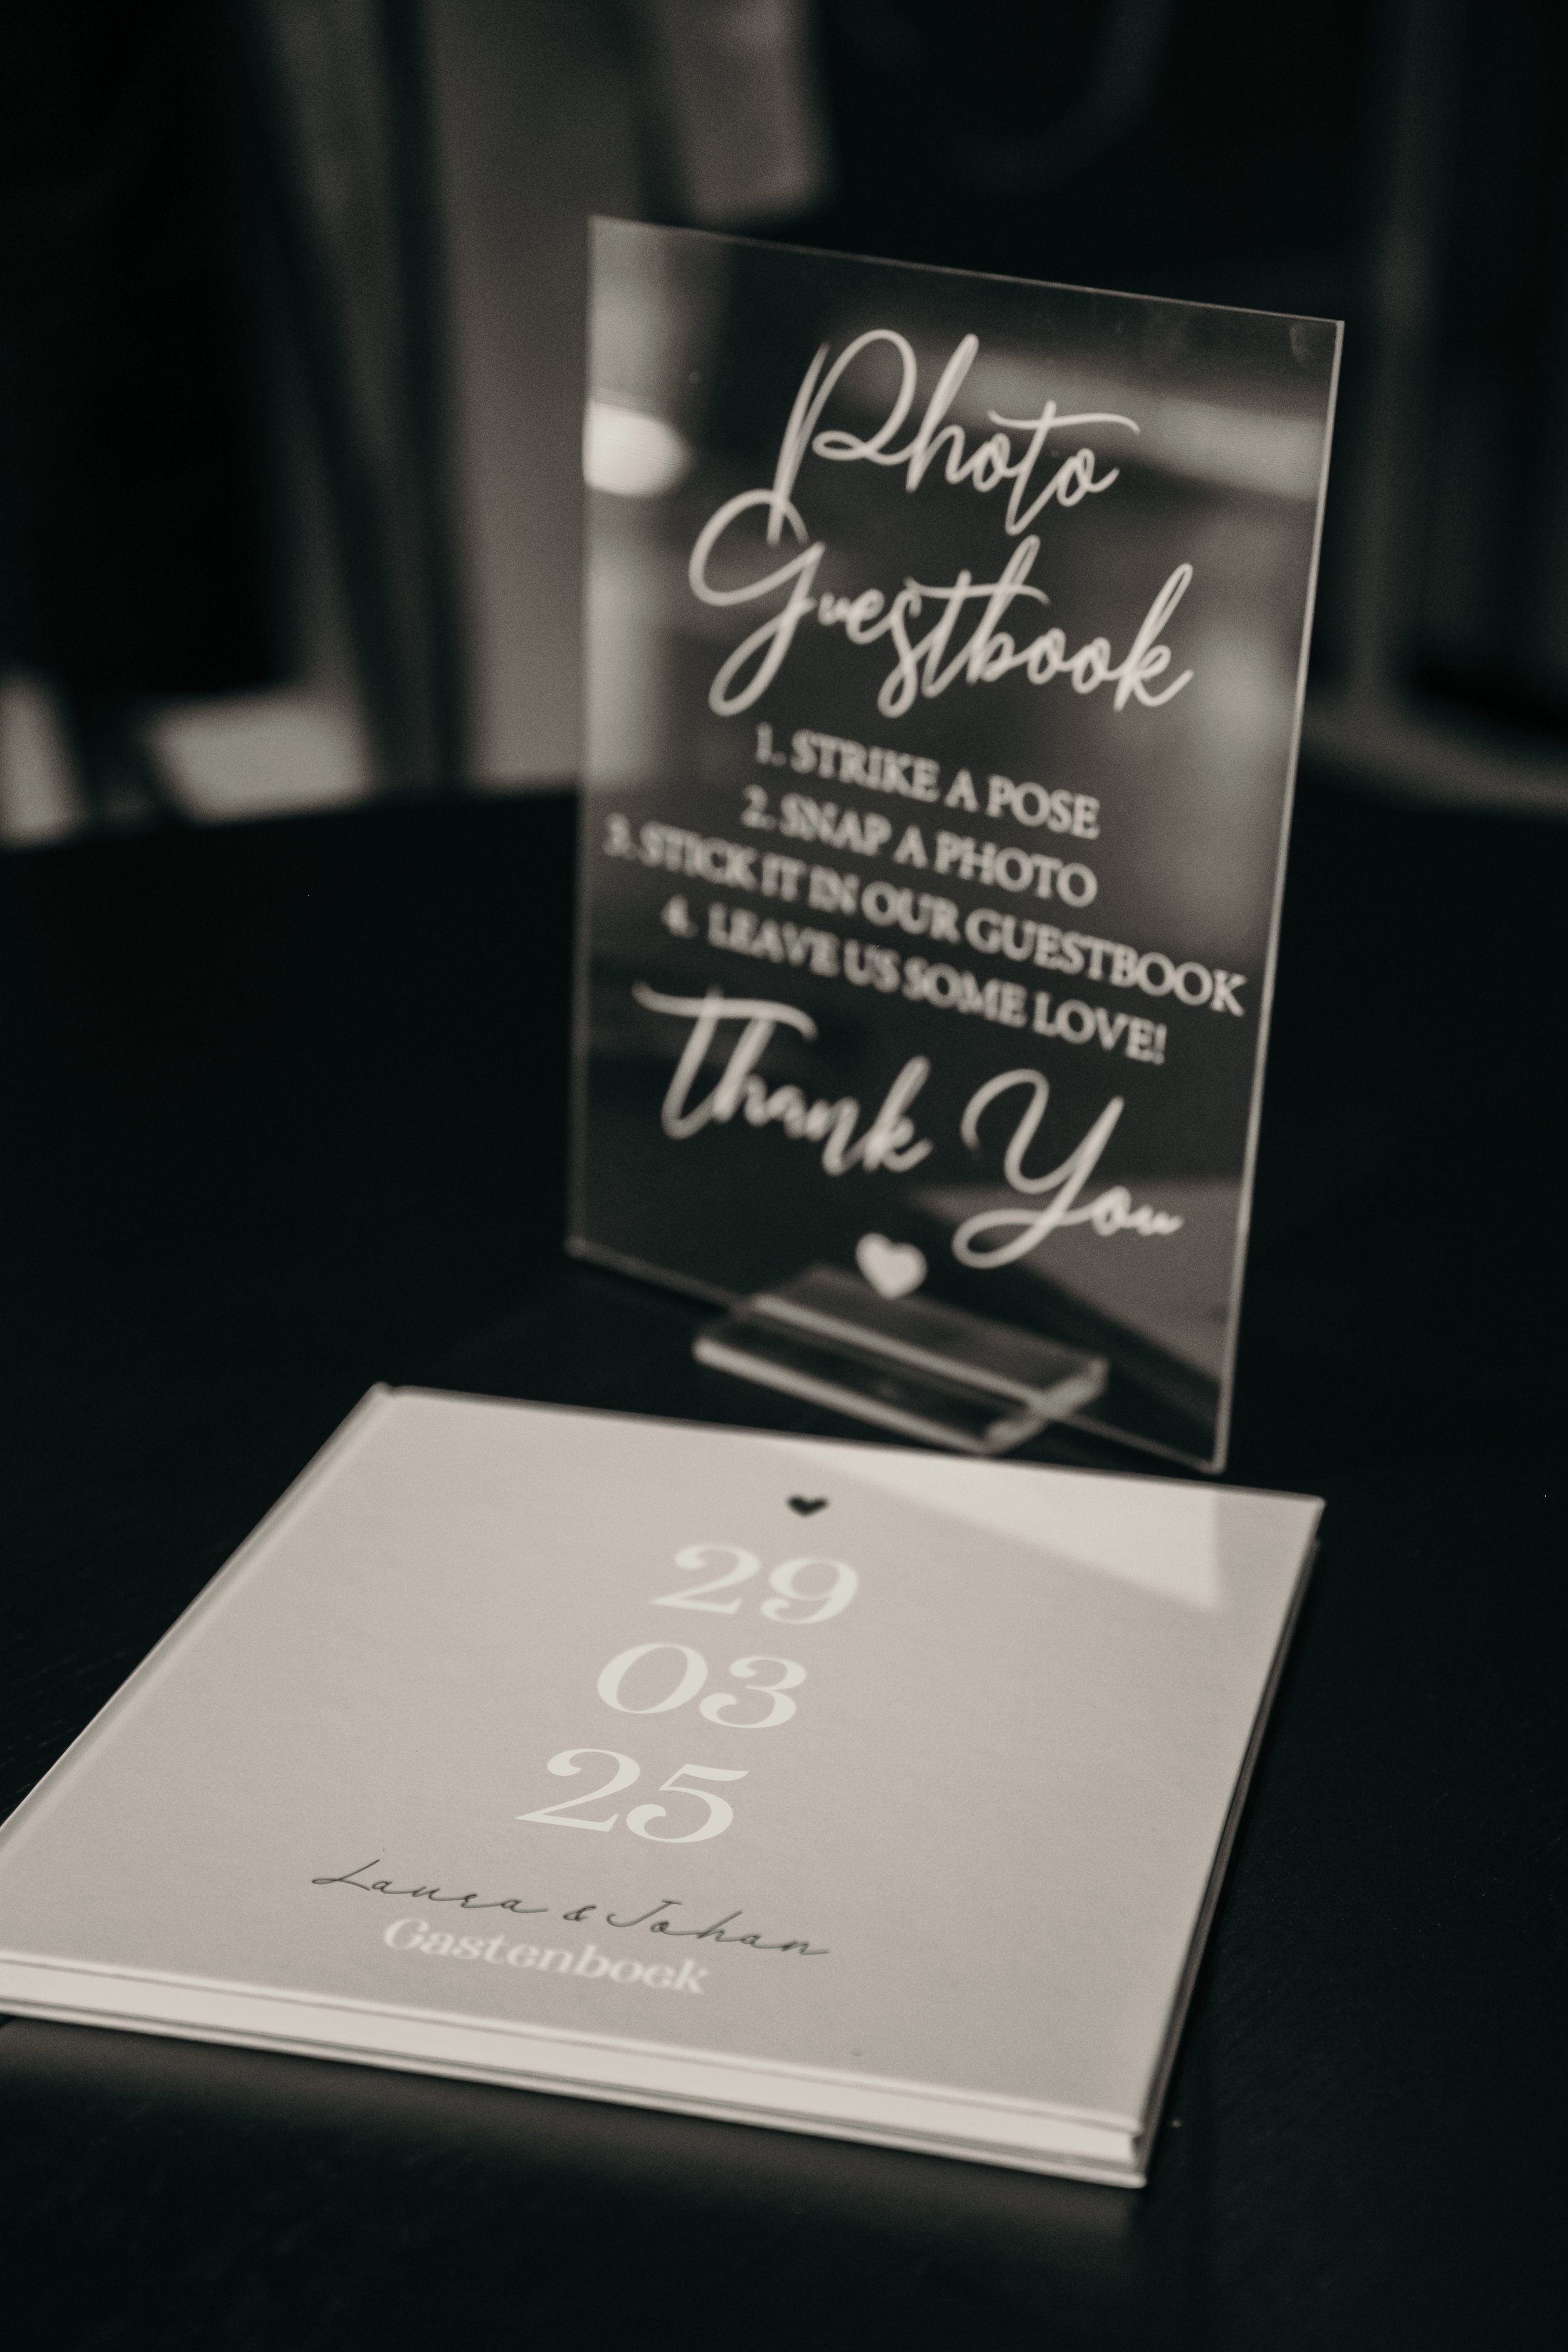 Photo
Guestbook
1. STRIKE A POSE
2. SNAP A PHOTO
3. STICK IT IN OUR GUESTBOOK
4. LEAVE US SOME LOVE!
Thank You
29
03
25
Laura & Johan
Gastenboek